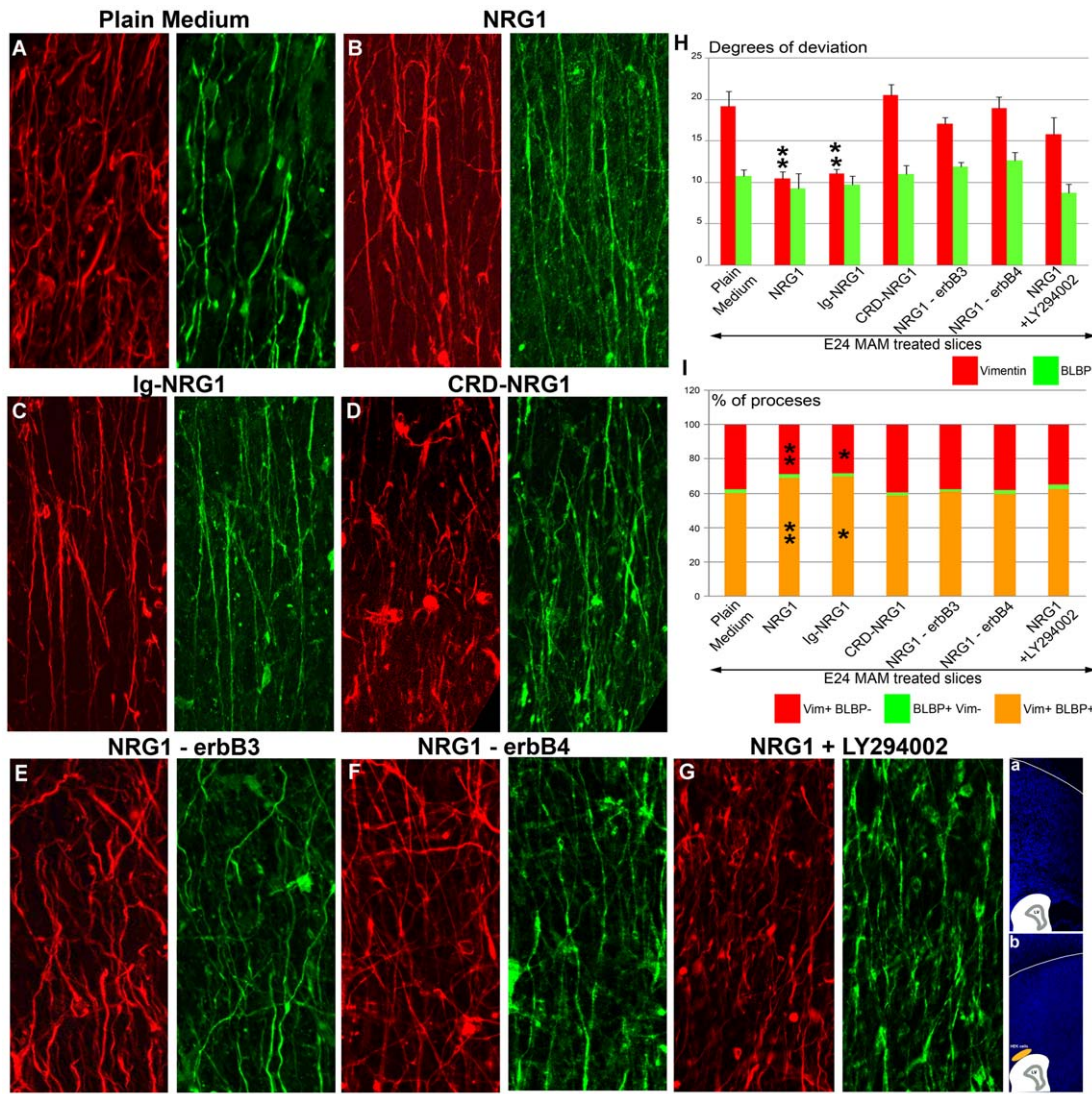 Plain Medium
NRG1
A
B
H
Degrees of deviation
25
20
15
10
5
0
**
**
Plain
Medium
NRG1
Ig-NRG1
CRD-NRG1
NRG1 - erbB3
NRG1 - erbB4
NRG1
+LY294002
E24 MAM treated slices
Vimentin
BLBP
Ig-NRG1
CRD-NRG1
C
D
I
% of proceses
120
100
80
60
40
20
0
**
*
**
*
Plain
Medium
NRG1
Ig-NRG1
CRD-NRG1
NRG1 - erbB3
NRG1 - erbB4
NRG1
+LY294002
E24 MAM treated slices
Vim+ BLBP-
BLBP+ Vim-
Vim+ BLBP+
NRG1 - erbB3
NRG1 - erbB4
NRG1 + LY294002
E
F
G
a
b
HEK cells